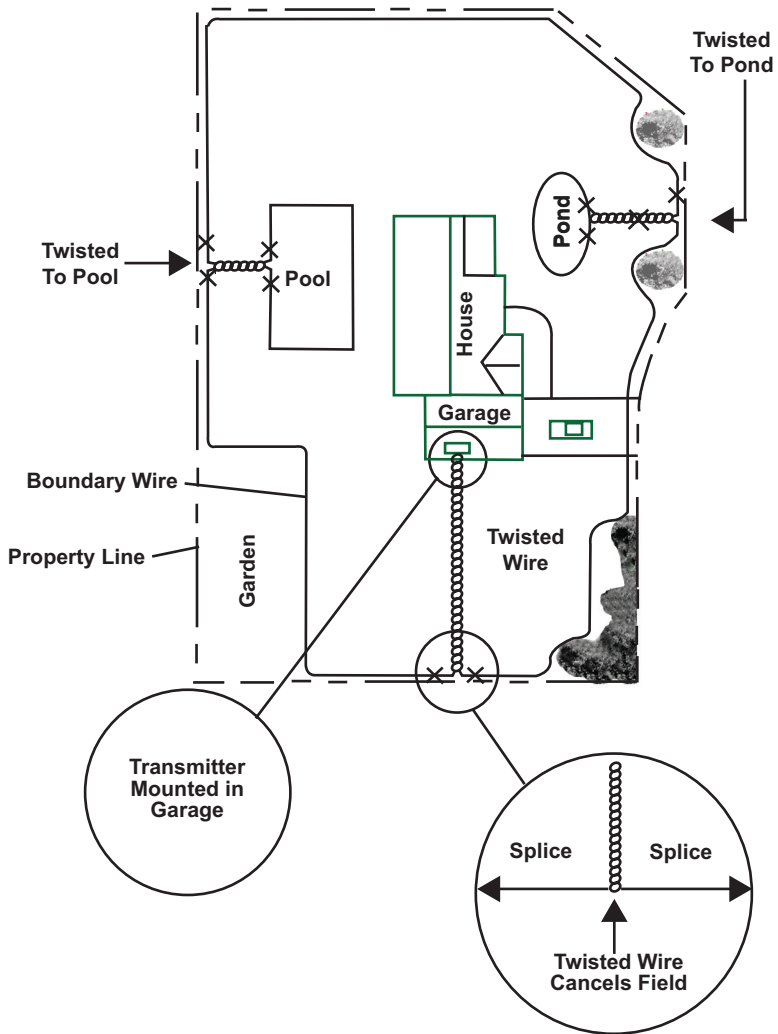 Twisted
To Pond
Twisted
To Pool
Pool
Pond
House
Garage
Boundary Wire
Property Line
Garden
Twisted
Wire
Transmitter
Mounted in
Garage
Splice
Splice
Twisted Wire
Cancels Field